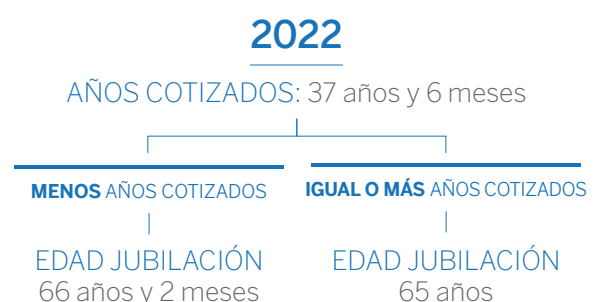 2022
AÑOS COTIZADOS: 37 años y 6 meses
MENOS AÑOS COTIZADOS
EDAD JUBILACIÓN
66 años y 2 meses
IGUAL O MÁS AÑOS COTIZADOS
EDAD JUBILACIÓN
65 años